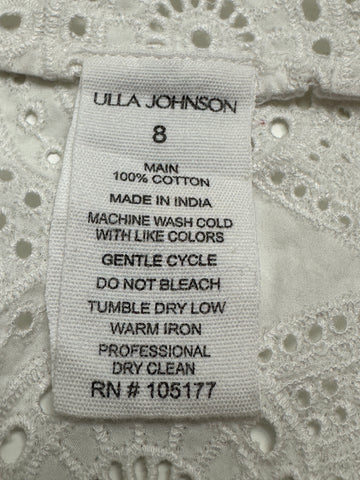 ULLA JOHNSON
8
MAIN
100% COTTON
MADE IN INDIA
MACHINE WASH COLD
WITH LIKE COLORS
GENTLE CYCLE
DO NOT BLEACH
TUMBLE DRY LOW
WARM IRON
PROFESSIONAL
DRY CLEAN
RN # 105177